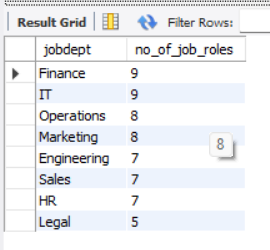 Result Grid Filter Rows:
jobdept no_of_job_roles
Finance 9
IT 9
Operations 8
Marketing 8
8
Engineering 7
Sales 7
HR 7
Legal 5